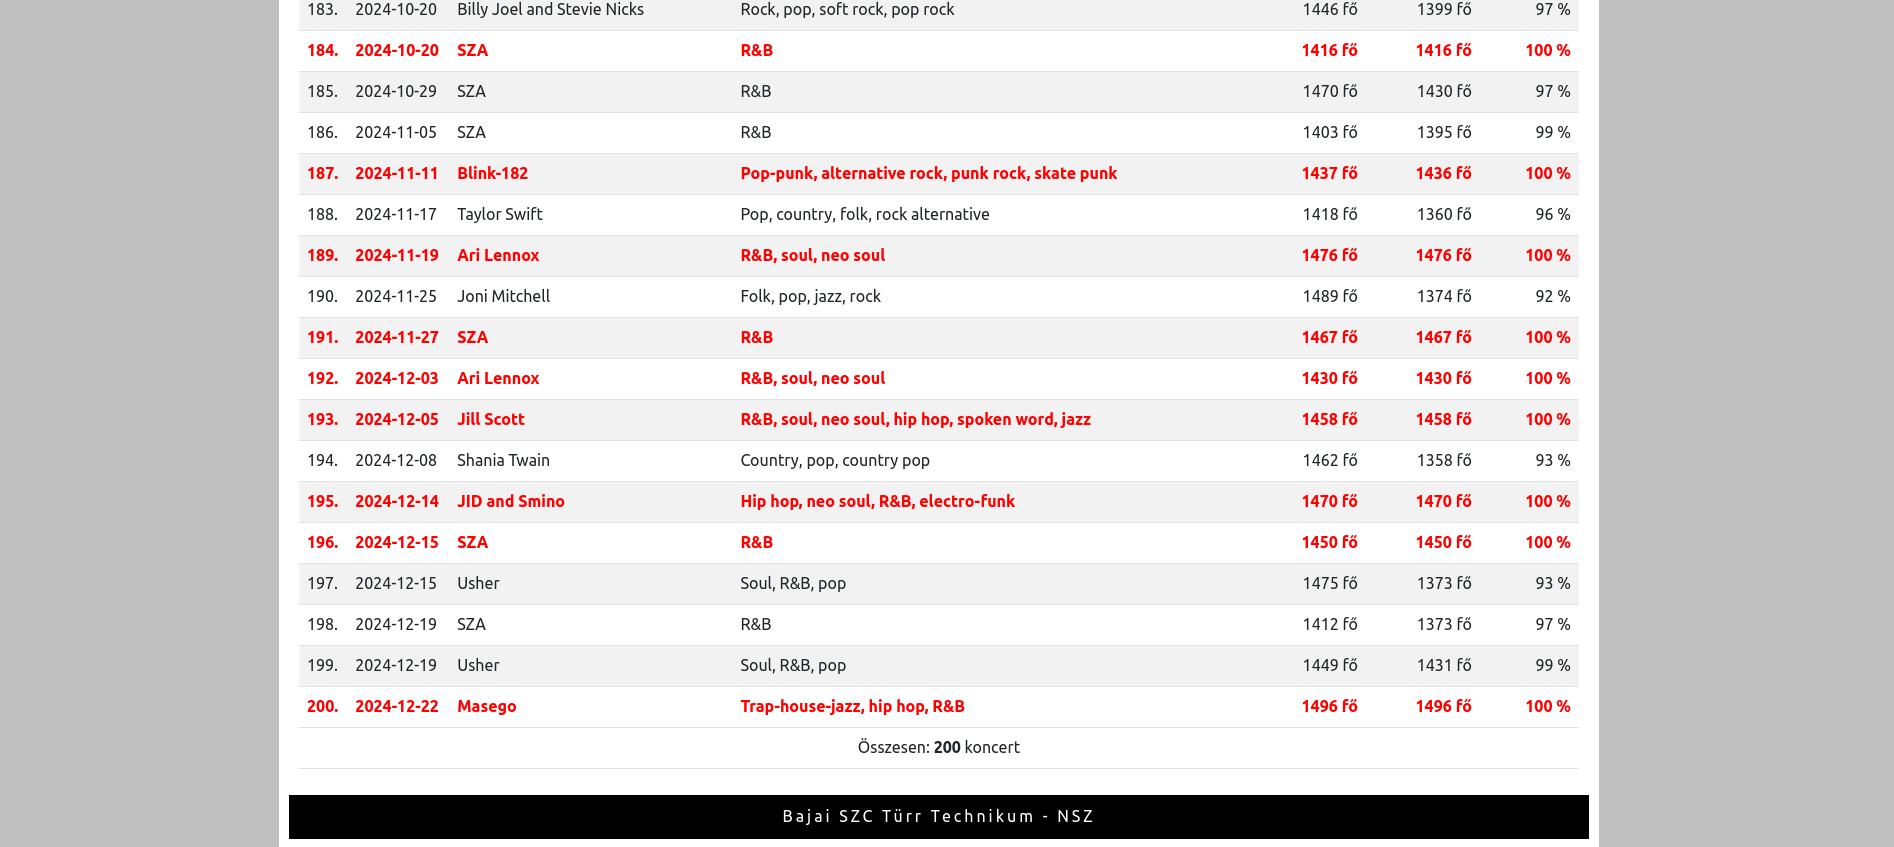 183. 2024-10-20 Billy Joel and Stevie Nicks Rock, pop, soft rock, pop rock 1446 fő 1399 fő 97 %
184. 2024-10-20 SZA R&B 1416 fő 1416 fő 100 %
185. 2024-10-29 SZA R&B 1470 fő 1430 fő 97 %
186. 2024-11-05 SZA R&B 1403 fő 1395 fő 99 %
187. 2024-11-11 Blink-182 Pop-punk, alternative rock, punk rock, skate punk 1437 fő 1436 fő 100 %
188. 2024-11-17 Taylor Swift Pop, country, folk, rock alternative 1418 fő 1360 fő 96 %
189. 2024-11-19 Ari Lennox R&B, soul, neo soul 1476 fő 1476 fő 100 %
190. 2024-11-25 Joni Mitchell Folk, pop, jazz, rock 1489 fő 1374 fő 92 %
191. 2024-11-27 SZA R&B 1467 fő 1467 fő 100 %
192. 2024-12-03 Ari Lennox R&B, soul, neo soul 1430 fő 1430 fő 100 %
193. 2024-12-05 Jill Scott R&B, soul, neo soul, hip hop, spoken word, jazz 1458 fő 1458 fő 100 %
194. 2024-12-08 Shania Twain Country, pop, country pop 1462 fő 1358 fő 93 %
195. 2024-12-14 JID and Smino Hip hop, neo soul, R&B, electro-funk 1470 fő 1470 fő 100 %
196. 2024-12-15 SZA R&B 1450 fő 1450 fő 100 %
197. 2024-12-15 Usher Soul, R&B, pop 1475 fő 1373 fő 93 %
198. 2024-12-19 SZA R&B 1412 fő 1373 fő 97 %
199. 2024-12-19 Usher Soul, R&B, pop 1449 fő 1431 fő 99 %
200. 2024-12-22 Masego Trap-house-jazz, hip hop, R&B 1496 fő 1496 fő 100 %
Összesen: 200 koncert
Bajai SZC Türr Technikum - NSZ